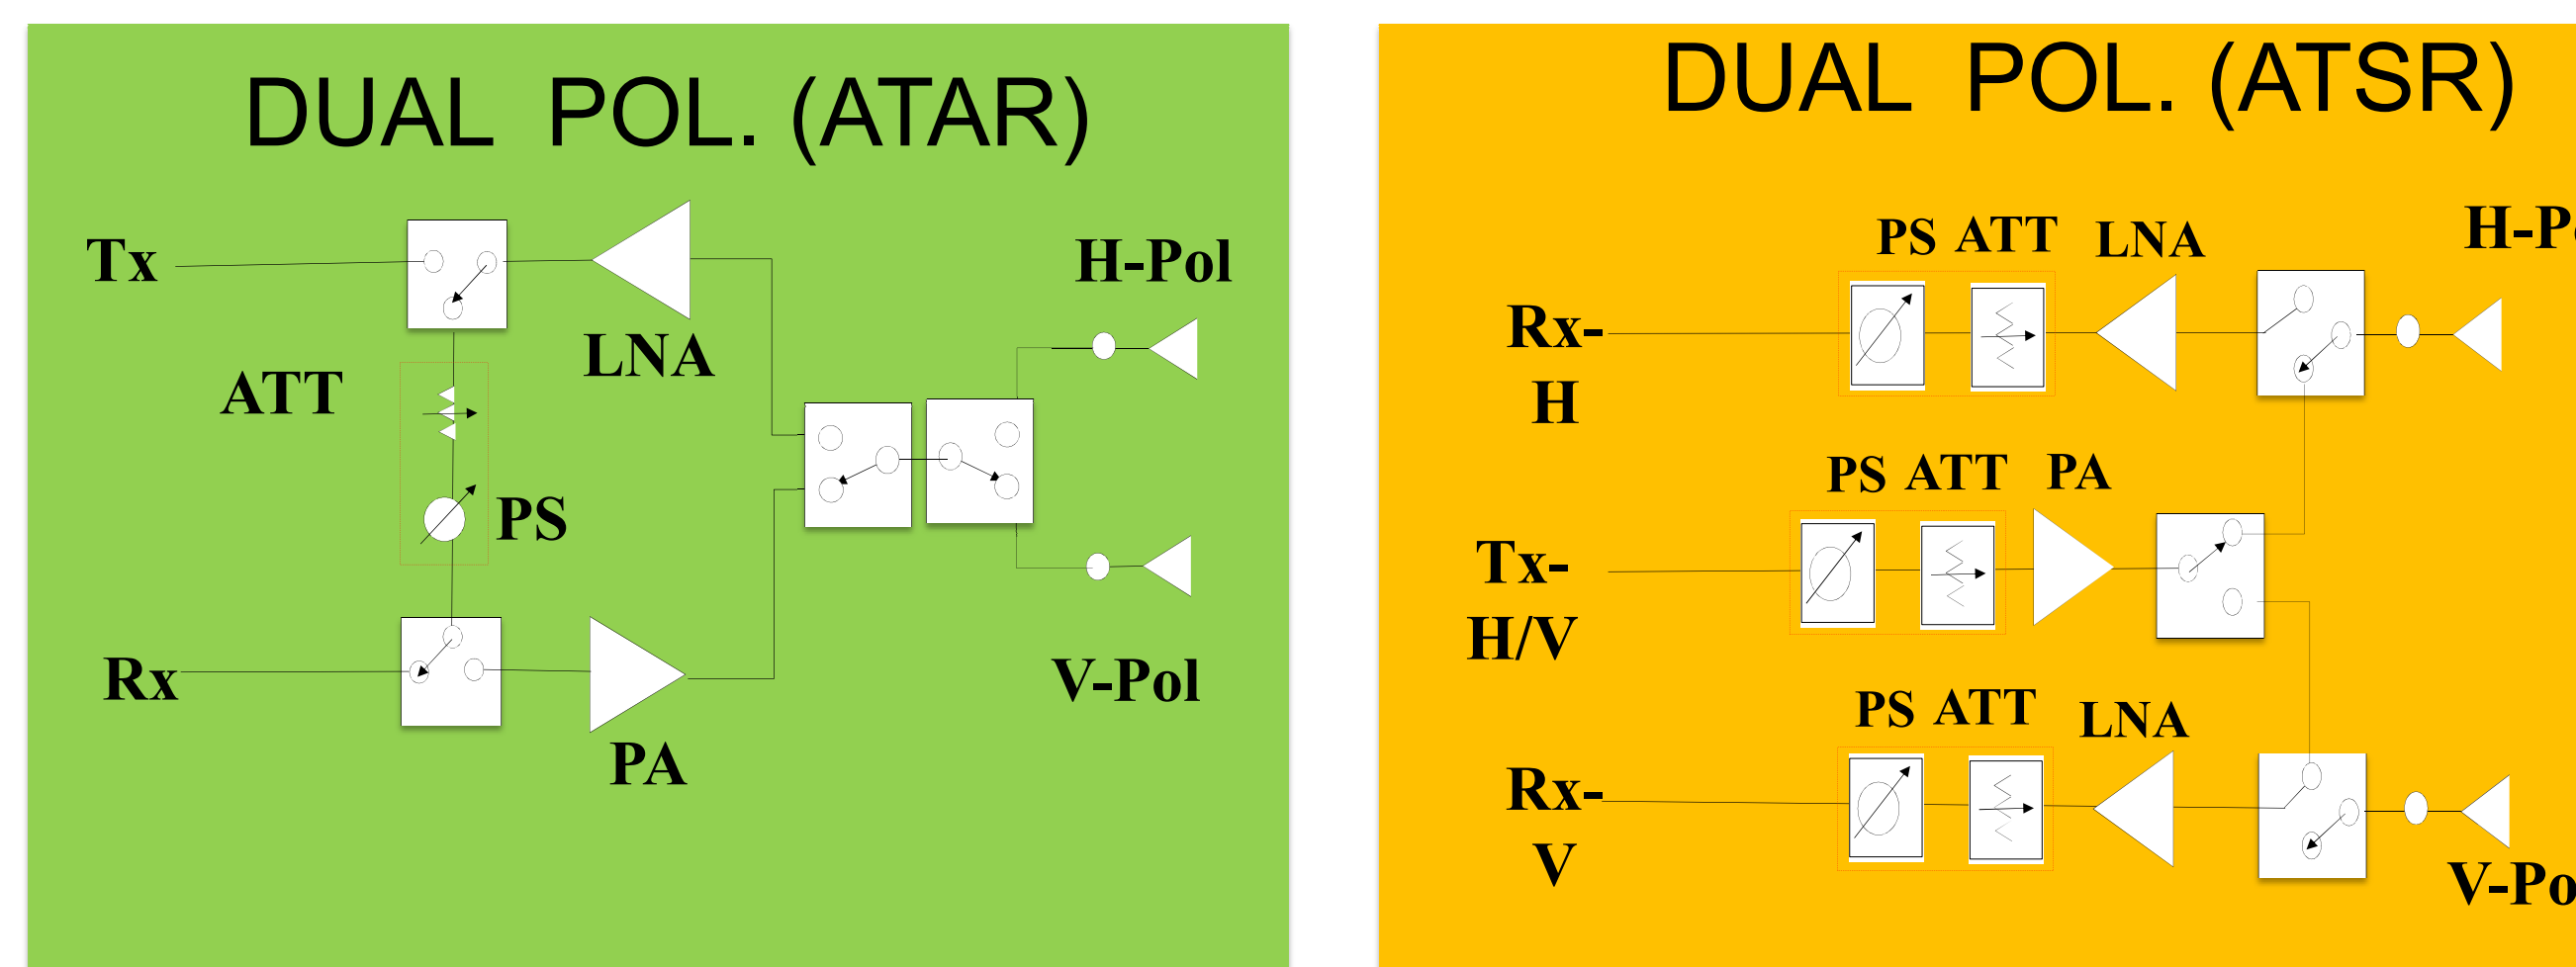 DUAL POL. (ATAR)
Tx
H-Pol
LNA
ATT
PS
Rx
V-Pol
PA
DUAL POL. (ATSR)
H-P
PS ATT LNA
Rx-
H
PS ATT PA
Tx-
H/V
PS ATT LNA
Rx-
V
V-Po